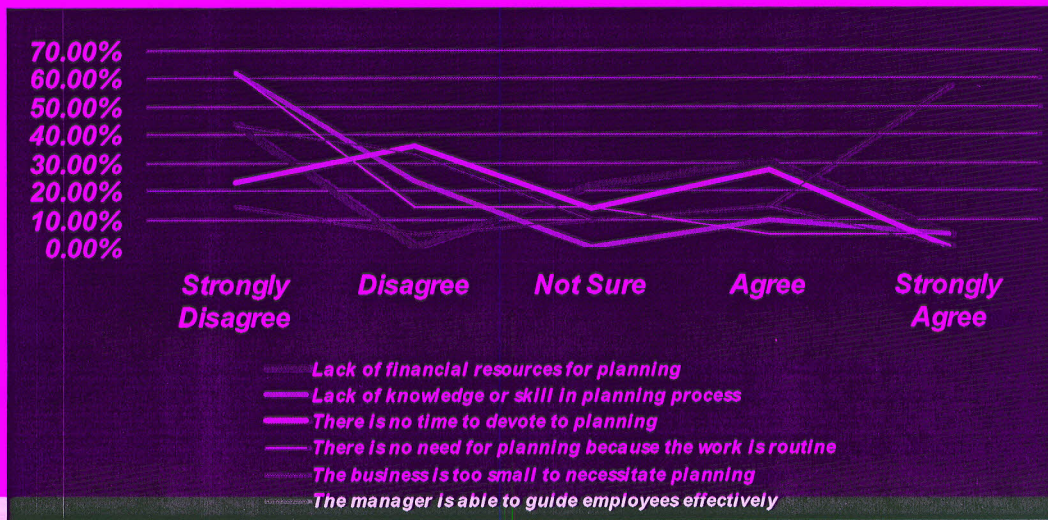 70.00%
60.00%
50.00%
40.00%
30.00%
20.00%
10.00%
0.00%
Strongly Disagree Disagree Not Sure Agree Strongly Agree
Lack of financial resources for planning
Lack of knowledge or skill in planning process
There is no time to devote to planning
There is no need for planning because the work is routine
The business is too small to necessitate planning
The manager is able to guide employees effectively